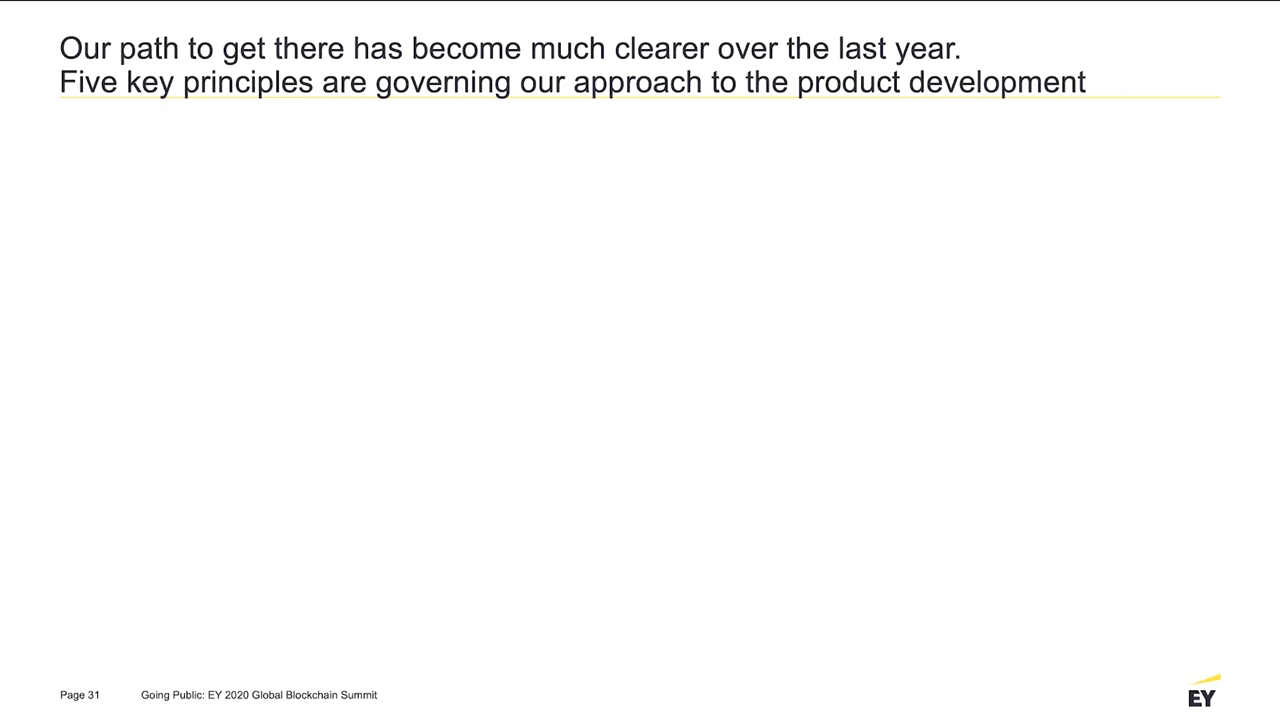 Our path to get there has become much clearer over the last year.
Five key principles are governing our approach to the product development
Page 31
Going Public: EY 2020 Global Blockchain Summit
EY